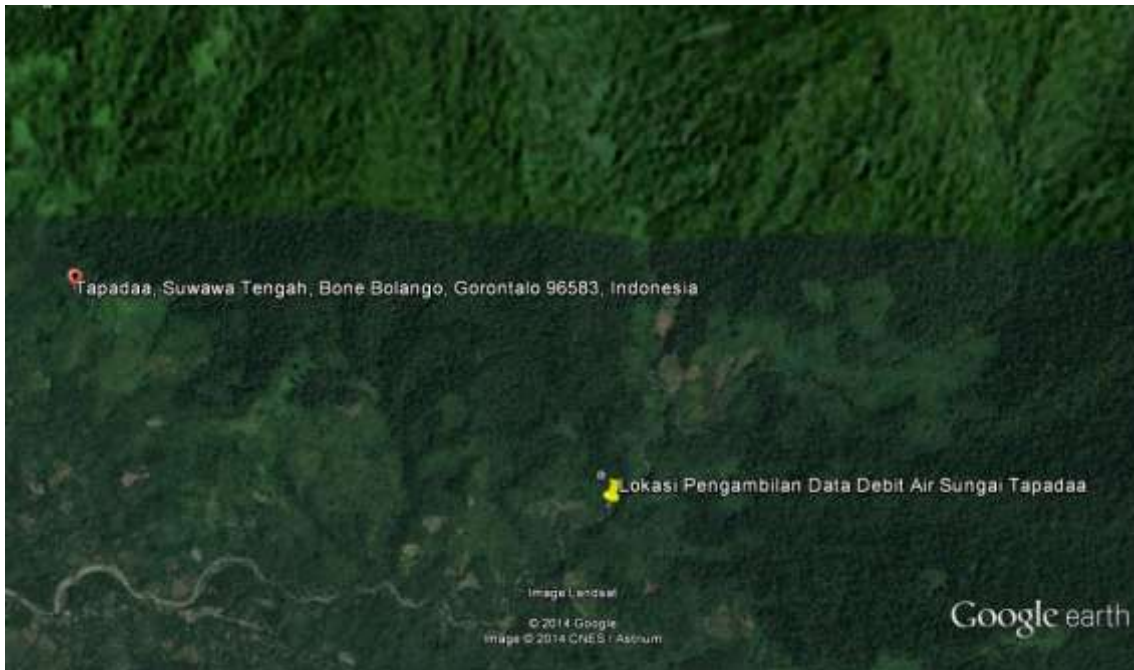 Tapadaa, Suwawa Tengah, Bone Bolango, Gorontalo 96583, Indonesia
Lokasi Pengambilan Data Debit Air Sungai Tapadaa
Image Landsat
© 2014 Google
Image © 2014 CNES / Astrium
Google earth